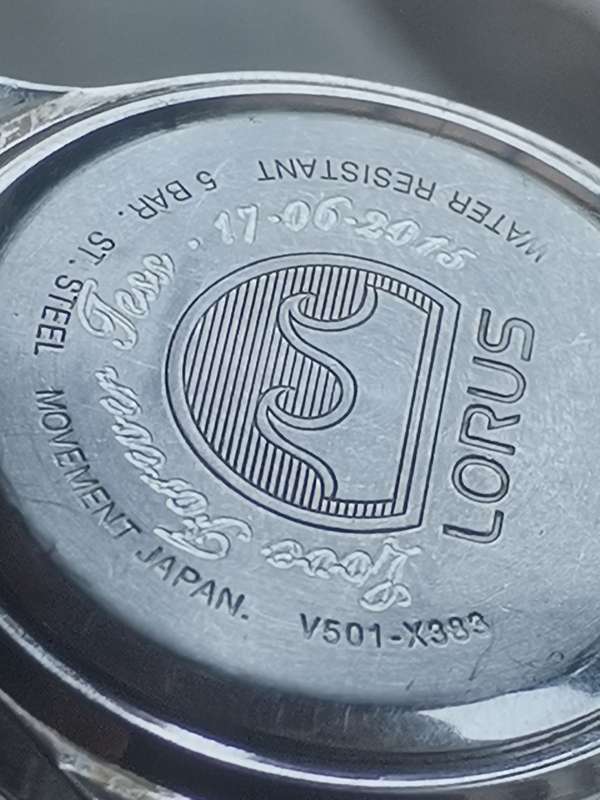 LORUS
V501-X383
MOVEMENT JAPAN.
ST. STEEL
5 BAR.
WATER RESISTANT
Love Forever Tess · 17-06-2015